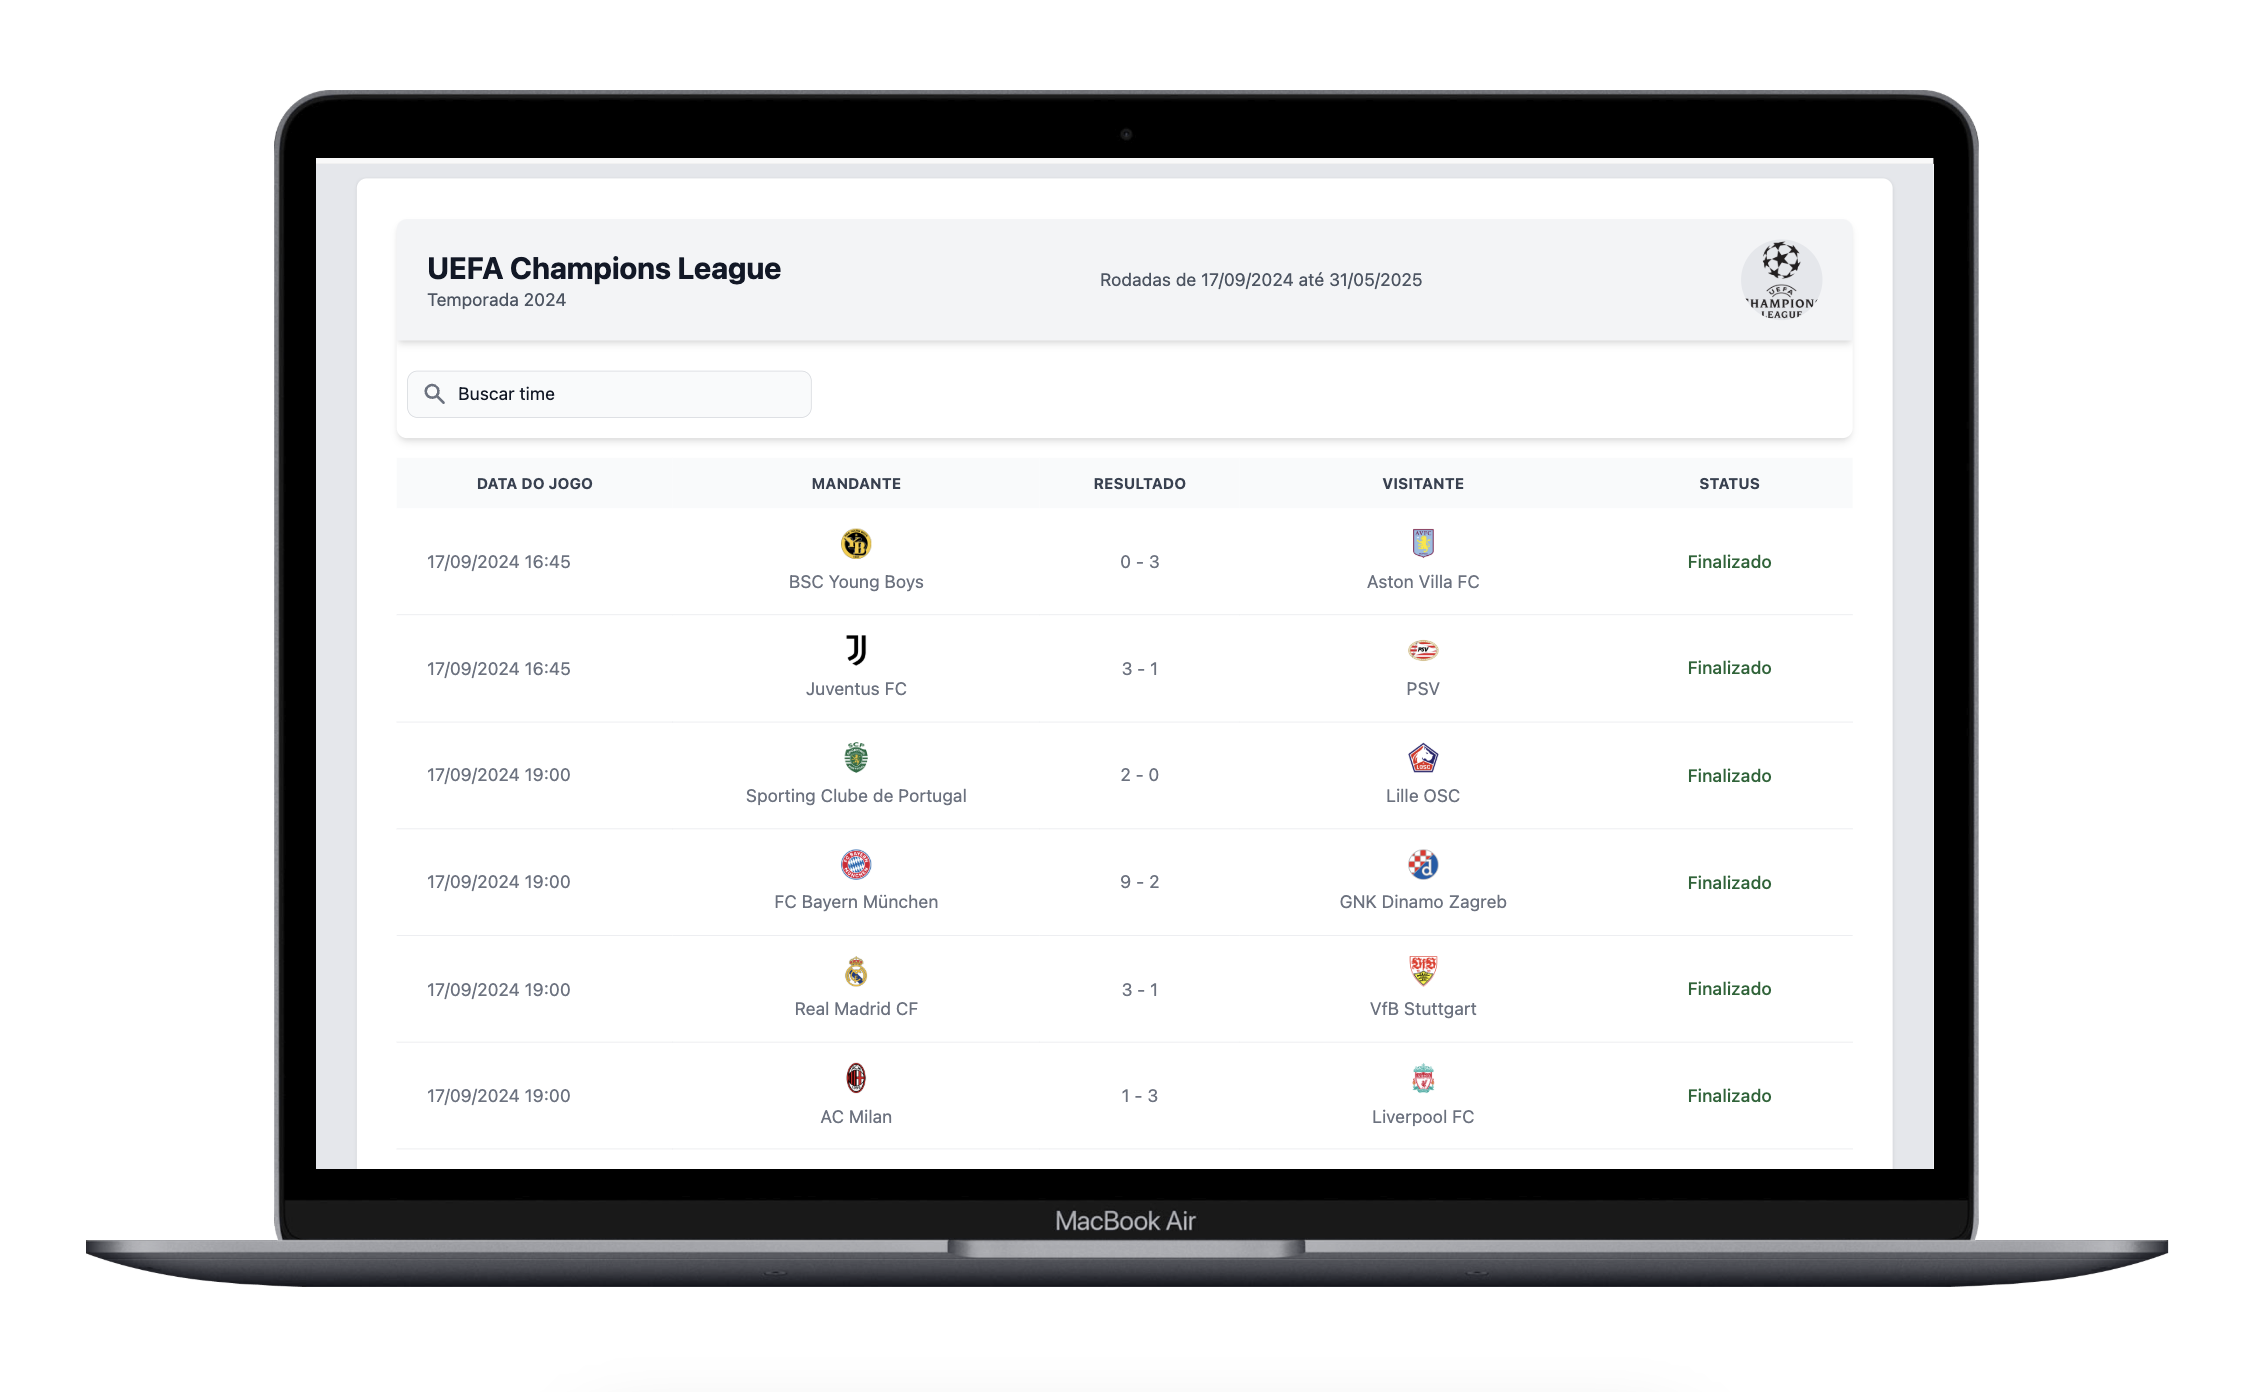 UEFA Champions League
Temporada 2024
Rodadas de 17/09/2024 até 31/05/2025
UEFA
CHAMPIONS
LEAGUE
Buscar time
DATA DO JOGO MANDANTE RESULTADO VISITANTE STATUS
17/09/2024 16:45 BSC Young Boys 0 - 3 AVFC Aston Villa FC Finalizado
17/09/2024 16:45 Juventus FC 3 - 1 PSV PSV Finalizado
17/09/2024 19:00 SCP Sporting Clube de Portugal 2 - 0 LOSC Lille OSC Finalizado
17/09/2024 19:00 FC Bayern München 9 - 2 GNK Dinamo Zagreb Finalizado
17/09/2024 19:00 Real Madrid CF 3 - 1 VfB VfB Stuttgart Finalizado
17/09/2024 19:00 AC Milan 1 - 3 Liverpool FC Finalizado
MacBook Air